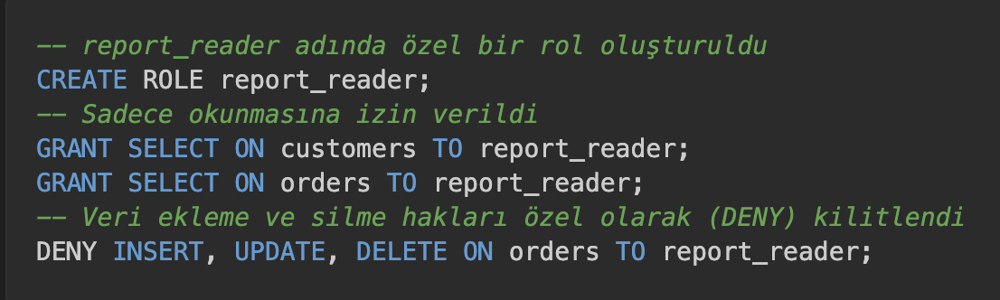 -- report_reader adında özel bir rol oluşturuldu
CREATE ROLE report_reader;
-- Sadece okunmasına izin verildi
GRANT SELECT ON customers TO report_reader;
GRANT SELECT ON orders TO report_reader;
-- Veri ekleme ve silme hakları özel olarak (DENY) kilitlendi
DENY INSERT, UPDATE, DELETE ON orders TO report_reader;